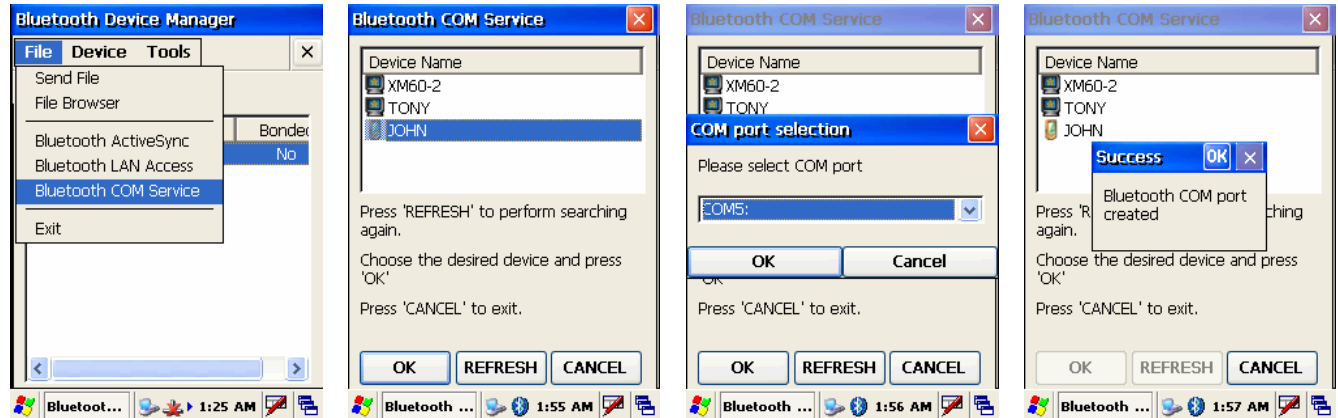 Bluetooth Device Manager
File Device Tools ×
Send File
File Browser
Bluetooth ActiveSync
Bluetooth LAN Access
Bluetooth COM Service
Exit
Bonded
No
Bluetoot... 1:25 AM
Bluetooth COM Service
Device Name
XM60-2
TONY
JOHN
Press 'REFRESH' to perform searching
again.
Choose the desired device and press
'OK'
Press 'CANCEL' to exit.
OK REFRESH CANCEL
Bluetooth ... 1:55 AM
Bluetooth COM Service
Device Name
XM60-2
TONY
COM port selection
Please select COM port
COM5:
OK Cancel
'OK'
Press 'CANCEL' to exit.
OK REFRESH CANCEL
Bluetooth ... 1:56 AM
Bluetooth COM Service
Device Name
XM60-2
TONY
JOHN
Success OK
Bluetooth COM port
created
Press 'R ching
again.
Choose the desired device and press
'OK'
Press 'CANCEL' to exit.
OK REFRESH CANCEL
Bluetooth ... 1:57 AM